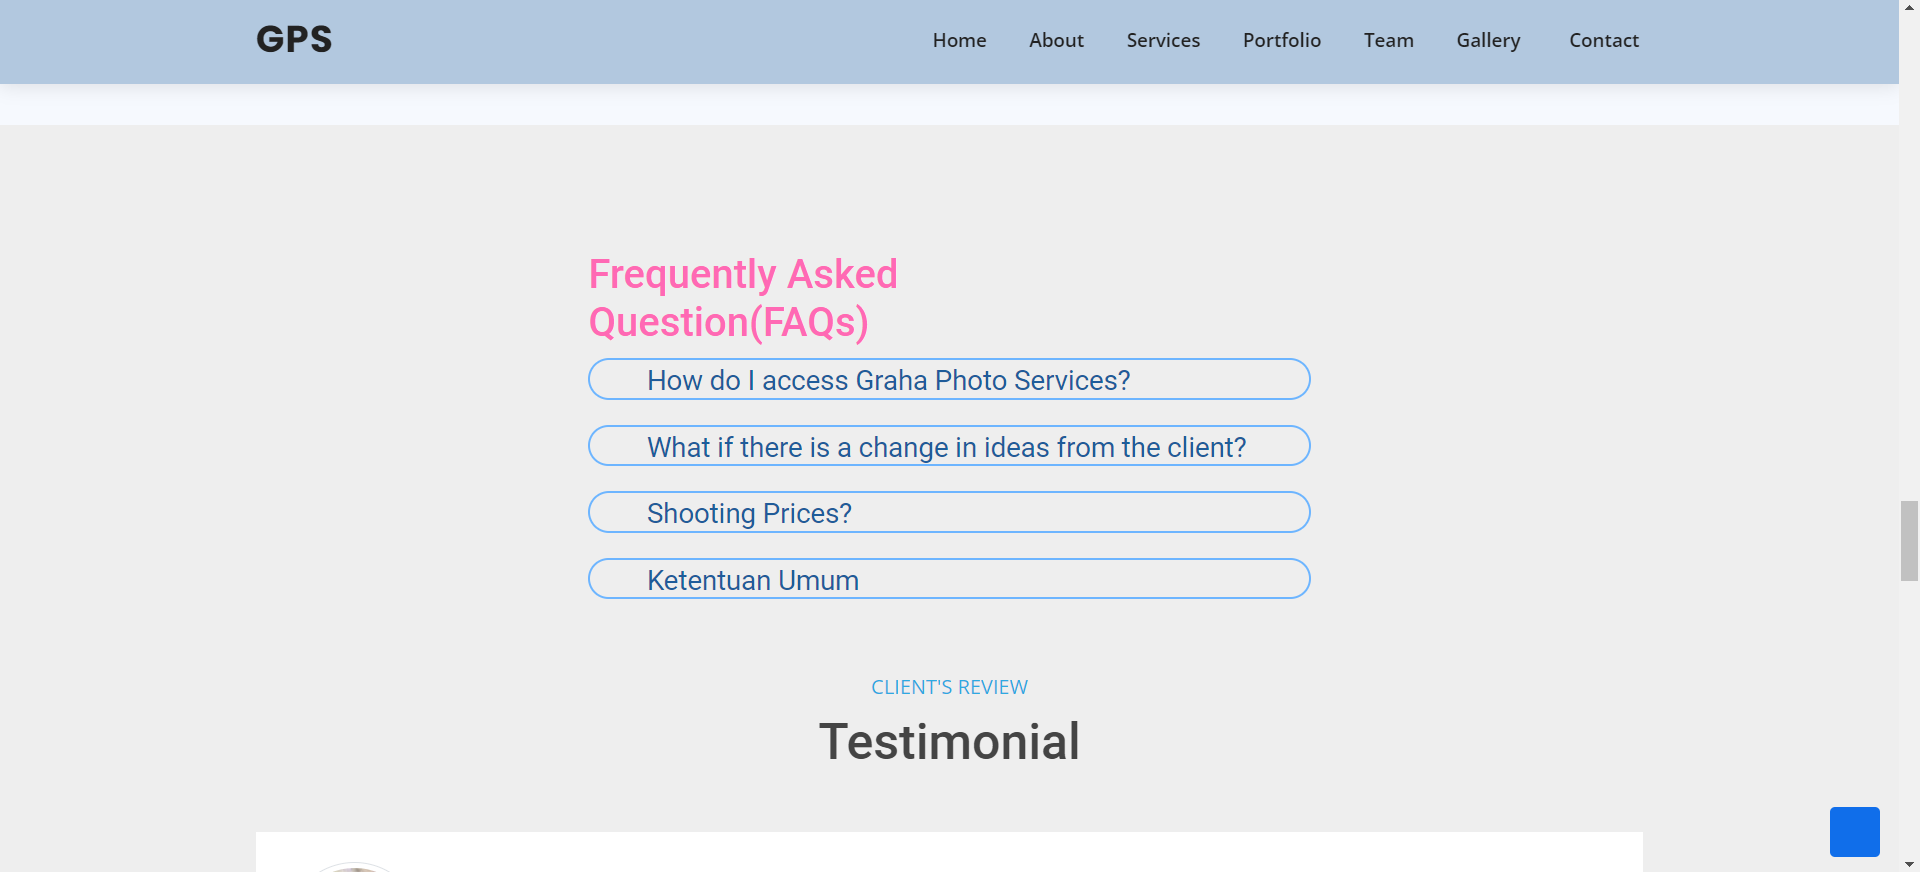 GPS
Home About Services Portfolio Team Gallery Contact
Frequently Asked
Question(FAQs)
How do I access Graha Photo Services?
What if there is a change in ideas from the client?
Shooting Prices?
Ketentuan Umum
CLIENT'S REVIEW
Testimonial